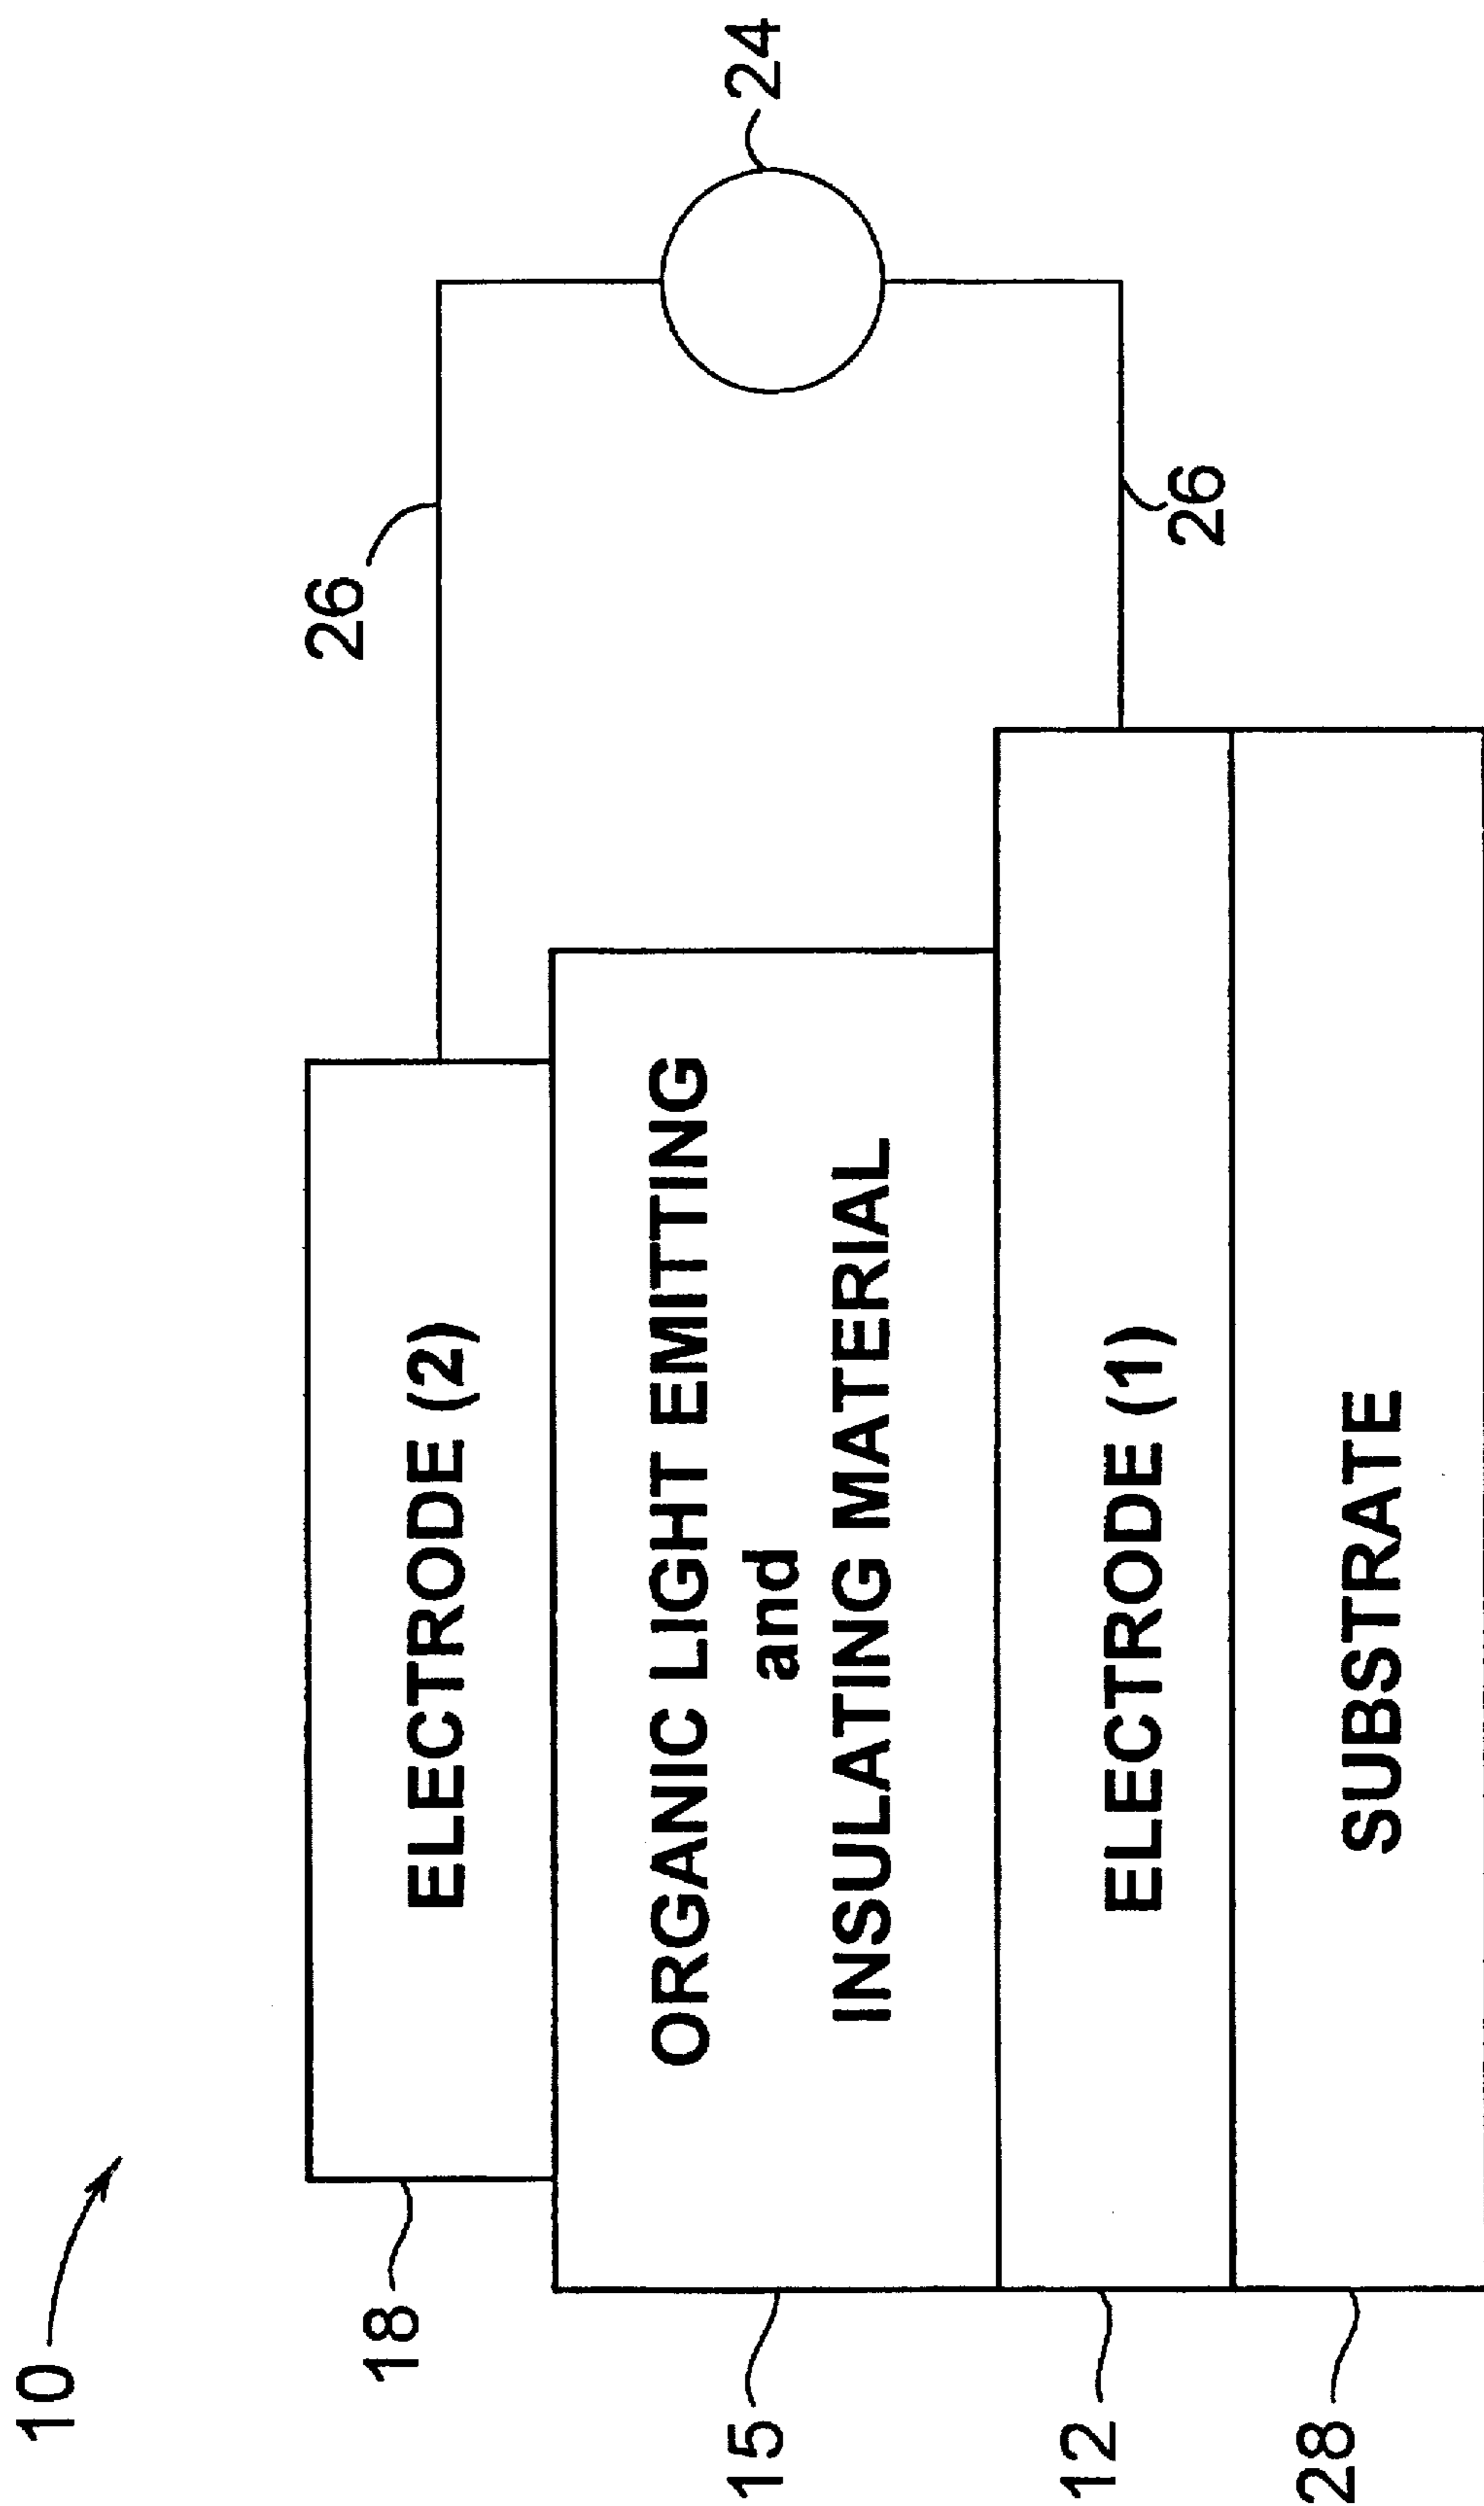 10
18
ELECTRODE (2)
26
15
ORGANIC LIGHT EMITTING
and
INSULATING MATERIAL
24
12
ELECTRODE (1)
26
28
SUBSTRATE